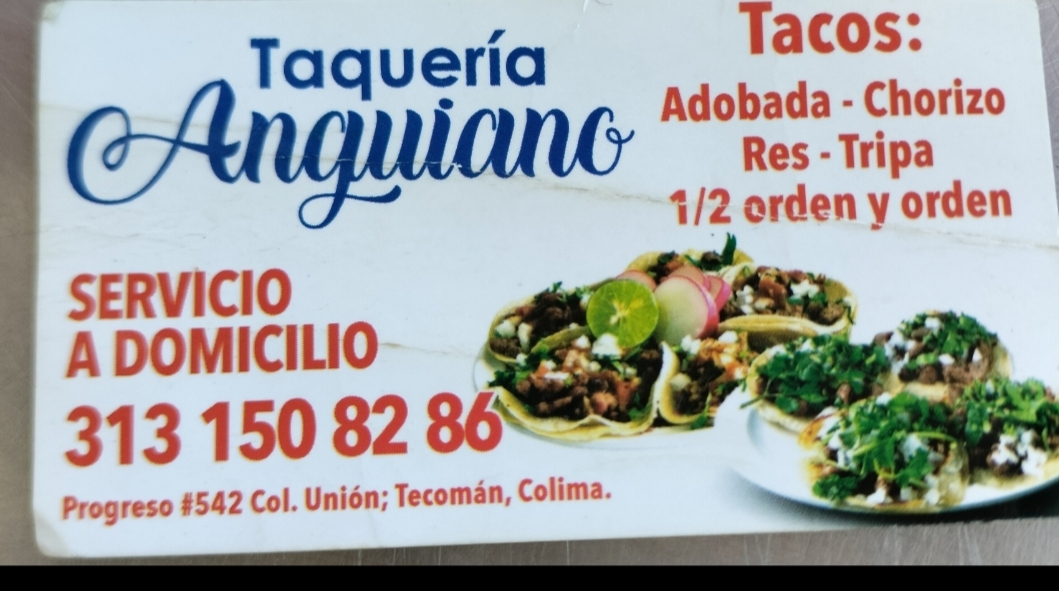 Taquería
Anguiano
Tacos:
Adobada - Chorizo
Res - Tripa
1/2 orden y orden
SERVICIO
A DOMICILIO
313 150 82 86
Progreso #542 Col. Unión; Tecomán, Colima.